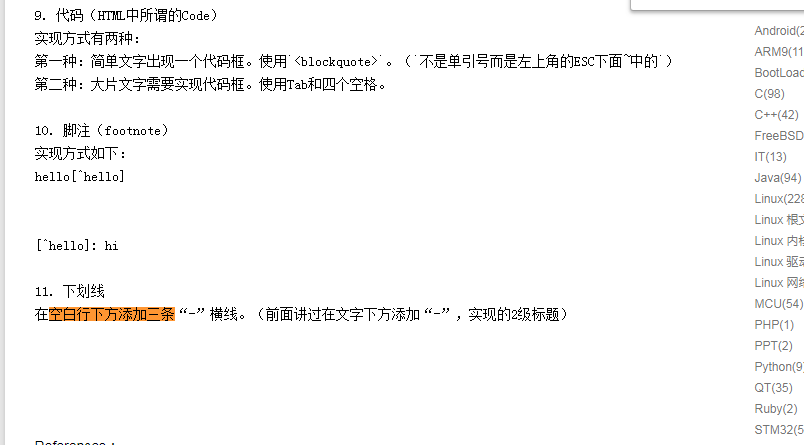 9. 代码（HTML中所谓的Code）
实现方式有两种：
第一种：简单文字出现一个代码框。使用`<blockquote>`。（`不是单引号而是左上角的ESC下面~中的`）
第二种：大片文字需要实现代码框。使用Tab和四个空格。
10. 脚注（footnote）
实现方式如下：
hello[^hello]
[^hello]: hi
11. 下划线
在空白行下方添加三条“-”横线。（前面讲过在文字下方添加“-”，实现的2级标题）
Android(2
ARM9(11
BootLoad
C(98)
C++(42)
FreeBSD
IT(13)
Java(94)
Linux(228
Linux 根文
Linux 内核
Linux 驱动
Linux 网络
MCU(54)
PHP(1)
PPT(2)
Python(9
QT(35)
Ruby(2)
STM32(5
References：